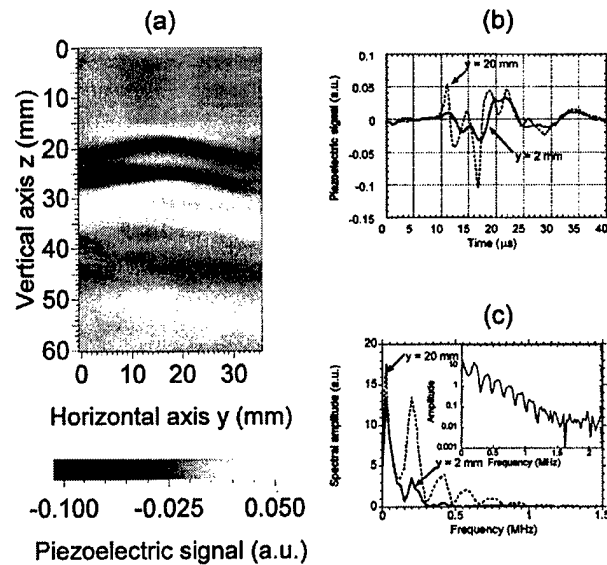 (a)
0
10
20
30
40
50
60
Vertical axis z (mm)
0 10 20 30
Horizontal axis y (mm)
-0.100 -0.025 0.050
Piezoelectric signal (a.u.)
(b)
0.1
0.05
0
-0.05
-0.1
-0.15
Piezoelectric signal (a.u.)
y = 20 mm
y = 2 mm
0 5 10 15 20 25 30 35 40
Time (µs)
(c)
20
15
10
5
0
Spectral amplitude (a.u.)
y = 20 mm
y = 2 mm
0 0.5 1 1.5
Frequency (MHz)
10
1
0.1
0.01
0.001
Amplitude
0 0.5 1 1.5 2
Frequency (MHz)